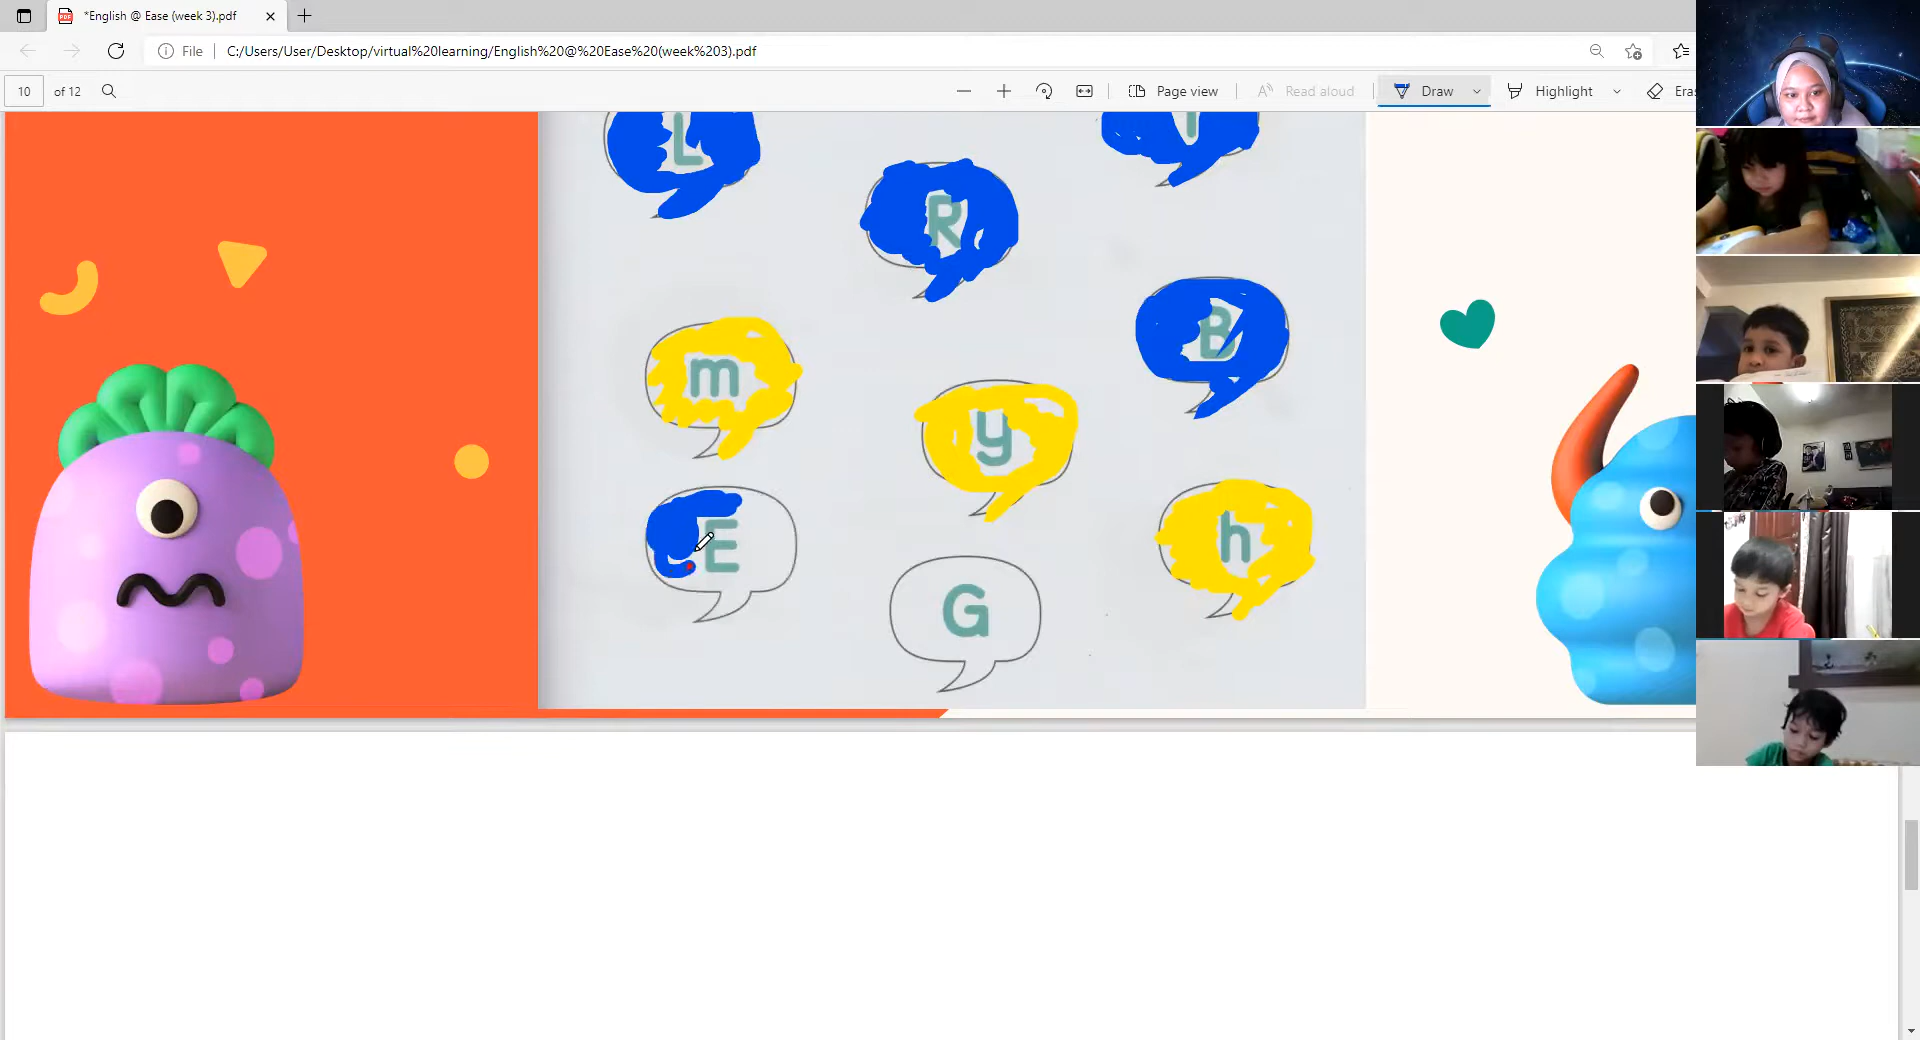 *English @ Ease (week 3).pdf
File C:/Users/User/Desktop/virtual%20learning/English%20@%20Ease%20(week%203).pdf
10 of 12 Page view Read aloud Draw Highlight Eras
L
R
B
m
y
E
h
G